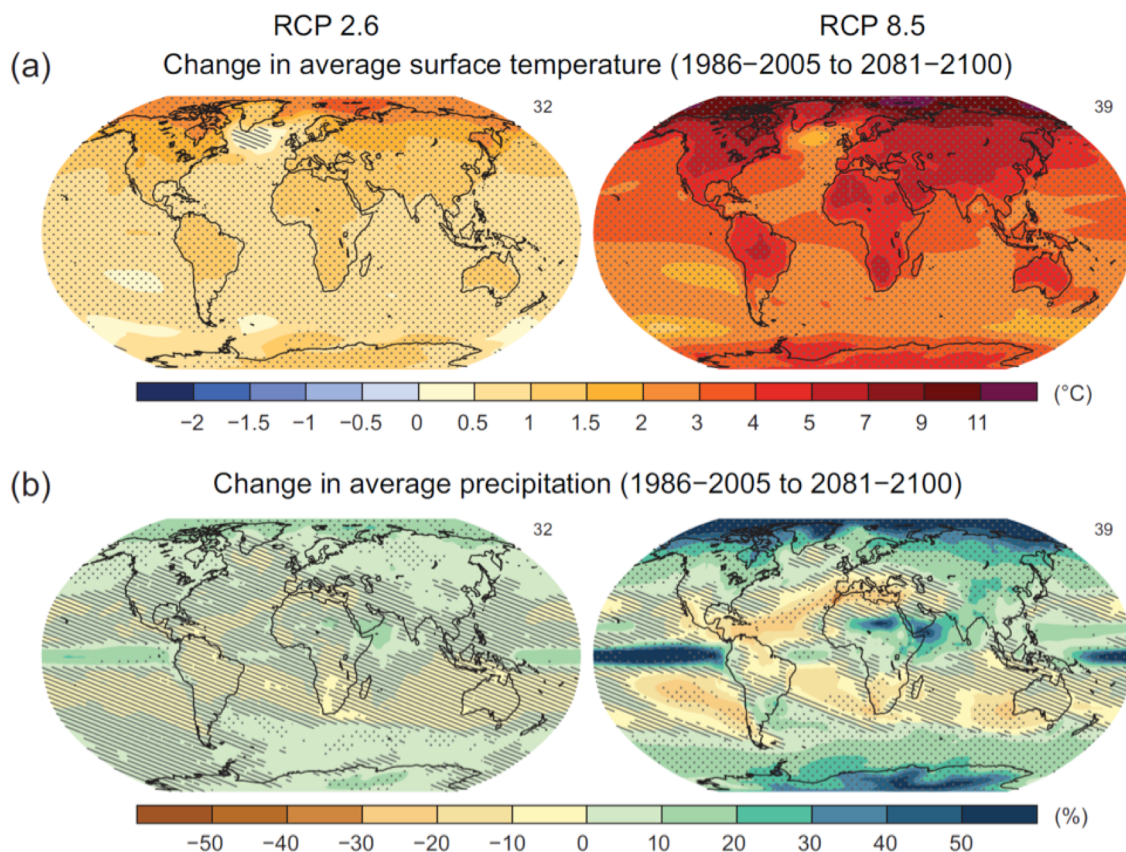 RCP 2.6 RCP 8.5
(a) Change in average surface temperature (1986−2005 to 2081−2100)
32 39
−2 −1.5 −1 −0.5 0 0.5 1 1.5 2 3 4 5 7 9 11 (°C)
(b) Change in average precipitation (1986−2005 to 2081−2100)
32 39
−50 −40 −30 −20 −10 0 10 20 30 40 50 (%)